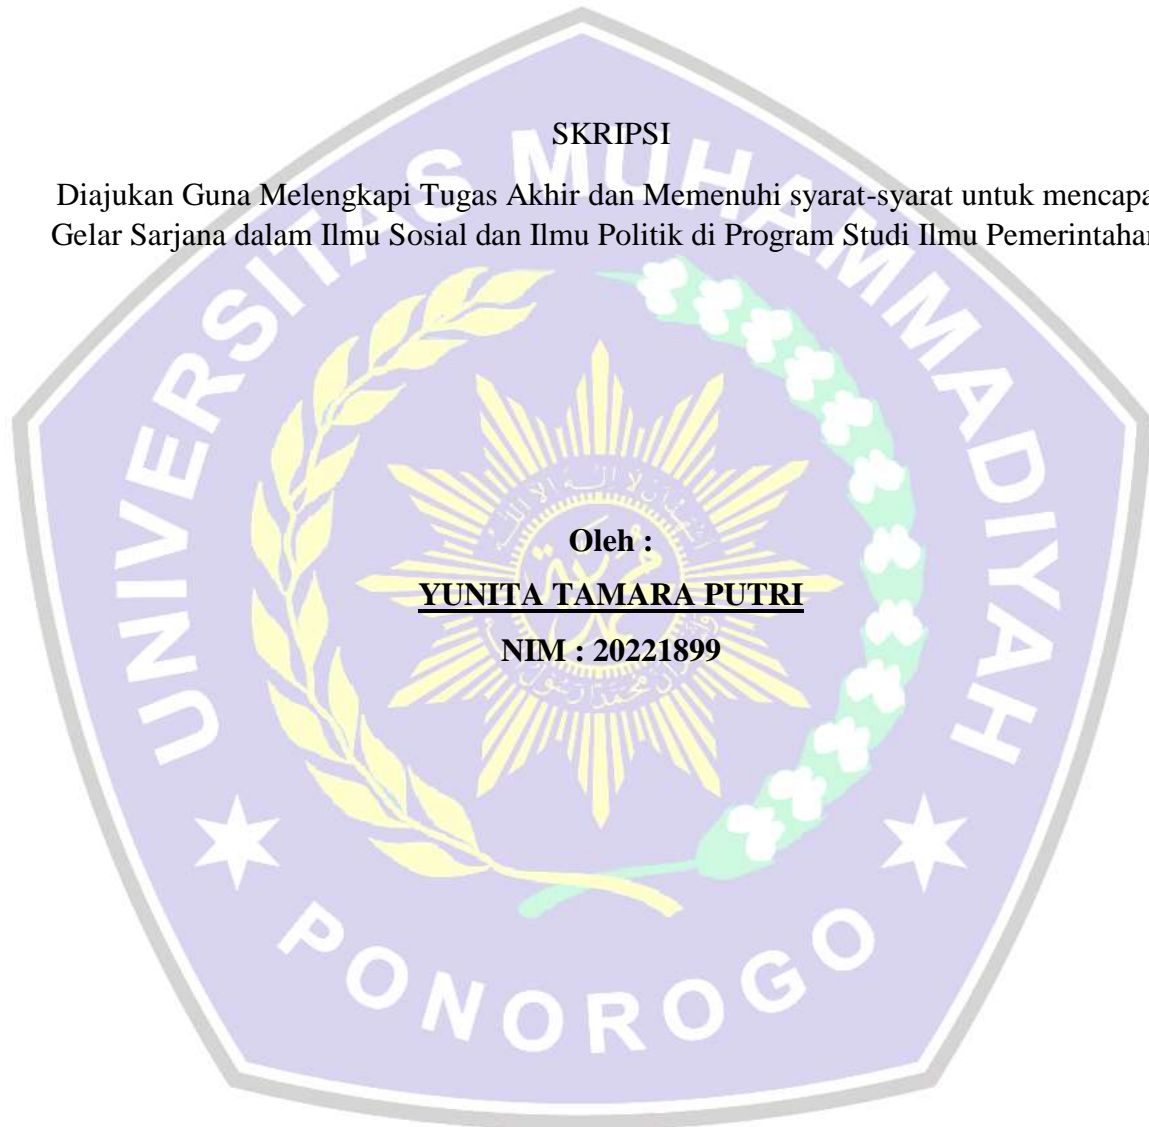 SKRIPSI
Diajukan Guna Melengkapi Tugas Akhir dan Memenuhi syarat-syarat untuk mencapa
Gelar Sarjana dalam Ilmu Sosial dan Ilmu Politik di Program Studi Ilmu Pemerintahan
UNIVERSITAS MUHAMMADIYAH
Oleh :
YUNITA TAMARA PUTRI
NIM : 20221899
PONOROGO